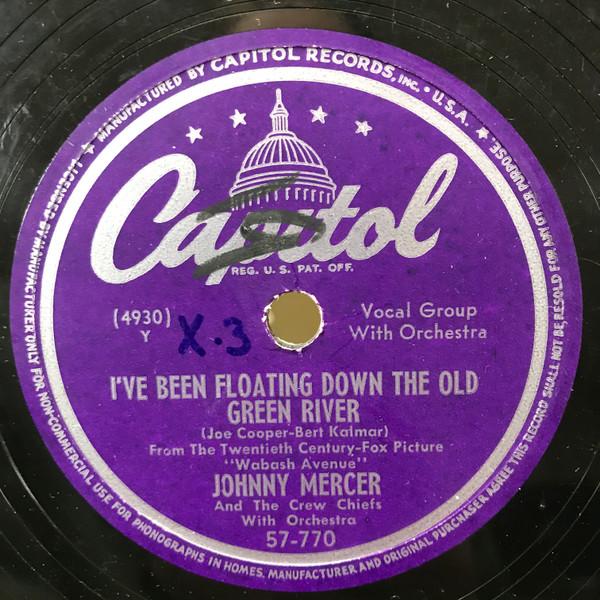 MANUFACTURED BY CAPITOL RECORDS, INC. • U.S.A. ★
Capitol
REG. U. S. PAT. OFF.
(4930)
Y
X-3
Vocal Group
With Orchestra
I'VE BEEN FLOATING DOWN THE OLD
GREEN RIVER
(Joe Cooper-Bert Kalmar)
From The Twentieth Century-Fox Picture
"Wabash Avenue"
JOHNNY MERCER
And The Crew Chiefs
With Orchestra
57-770
LICENSED BY MANUFACTURER ONLY FOR NON-COMMERCIAL USE FOR PHONOGRAPHS IN HOMES. MANUFACTURER AND ORIGINAL PURCHASER AGREE THIS RECORD SHALL NOT BE RESOLD FOR ANY OTHER PURPOSE.